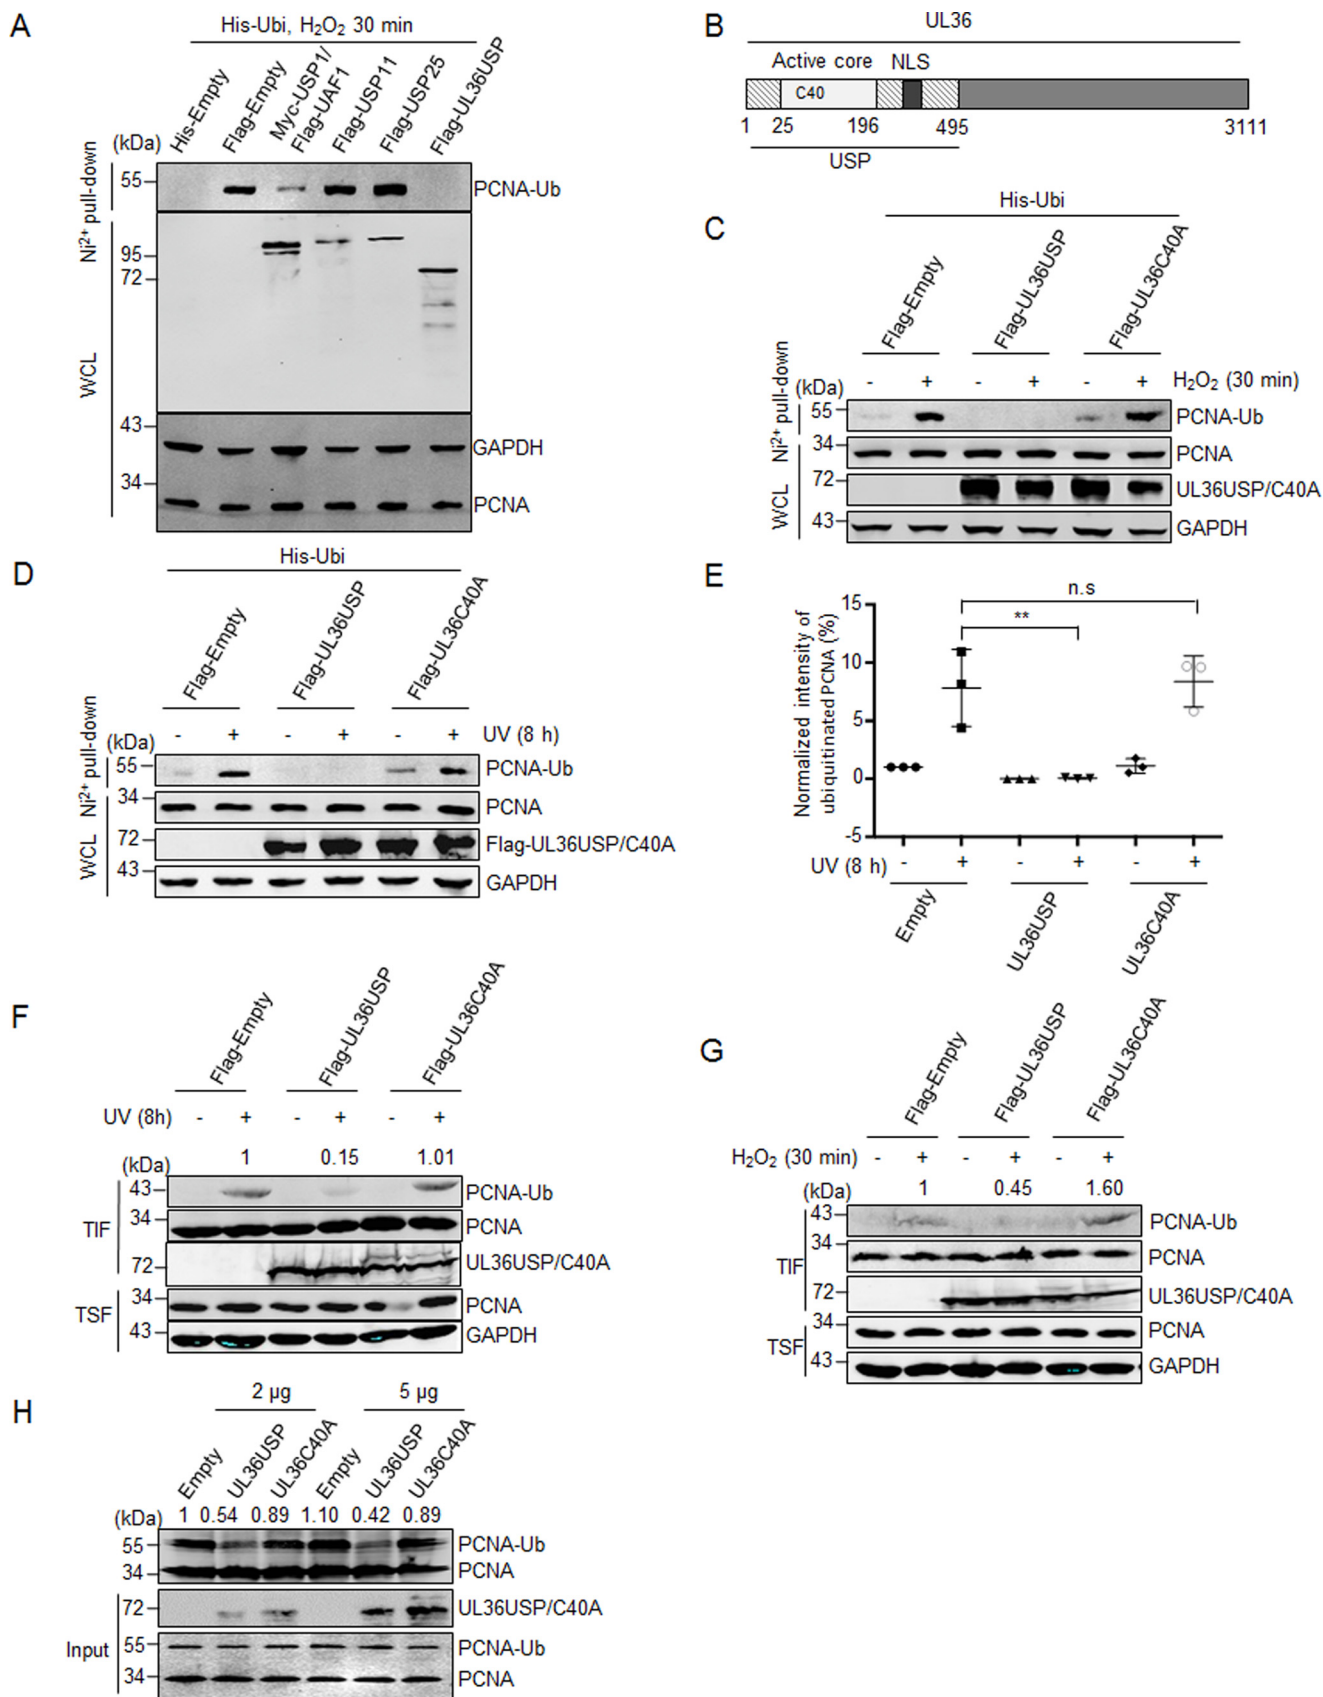 A
His-Ubi, H2O2 30 min
His-Empty
Flag-Empty
Myc-USP1/
Flag-UAF1
Flag-USP11
Flag-USP25
Flag-UL36USP
(kDa)
Ni2+ pull-down
WCL
55
PCNA-Ub
95
72
43
GAPDH
34
PCNA
B
UL36
Active core
NLS
C40
1 25 196 495 3111
USP
C
His-Ubi
Flag-Empty
Flag-UL36USP
Flag-UL36C40A
- + - + - + H2O2 (30 min)
(kDa)
Ni2+ pull-down
WCL
55 PCNA-Ub
34 PCNA
72 UL36USP/C40A
43 GAPDH
D
His-Ubi
Flag-Empty
Flag-UL36USP
Flag-UL36C40A
- + - + - + UV (8 h)
(kDa)
Ni2+ pull-down
WCL
55 PCNA-Ub
34 PCNA
72 Flag-UL36USP/C40A
43 GAPDH
E
Normalized intensity of
ubiquitinated PCNA (%)
15
10
5
0
-5
n.s
**
UV (8 h) - + - + - +
Empty
UL36USP
UL36C40A
F
Flag-Empty
Flag-UL36USP
Flag-UL36C40A
UV (8h) - + - + - +
(kDa) 1 0.15 1.01
TIF
43 PCNA-Ub
34 PCNA
72 UL36USP/C40A
TSF
34 PCNA
43 GAPDH
G
Flag-Empty
Flag-UL36USP
Flag-UL36C40A
H2O2 (30 min) - + - + - +
(kDa) 1 0.45 1.60
TIF
43 PCNA-Ub
34 PCNA
72 UL36USP/C40A
TSF
34 PCNA
43 GAPDH
H
2 µg 5 µg
Empty
UL36USP
UL36C40A
Empty
UL36USP
UL36C40A
(kDa) 1 0.54 0.89 1.10 0.42 0.89
55 PCNA-Ub
34 PCNA
Input
72 UL36USP/C40A
55 PCNA-Ub
34 PCNA